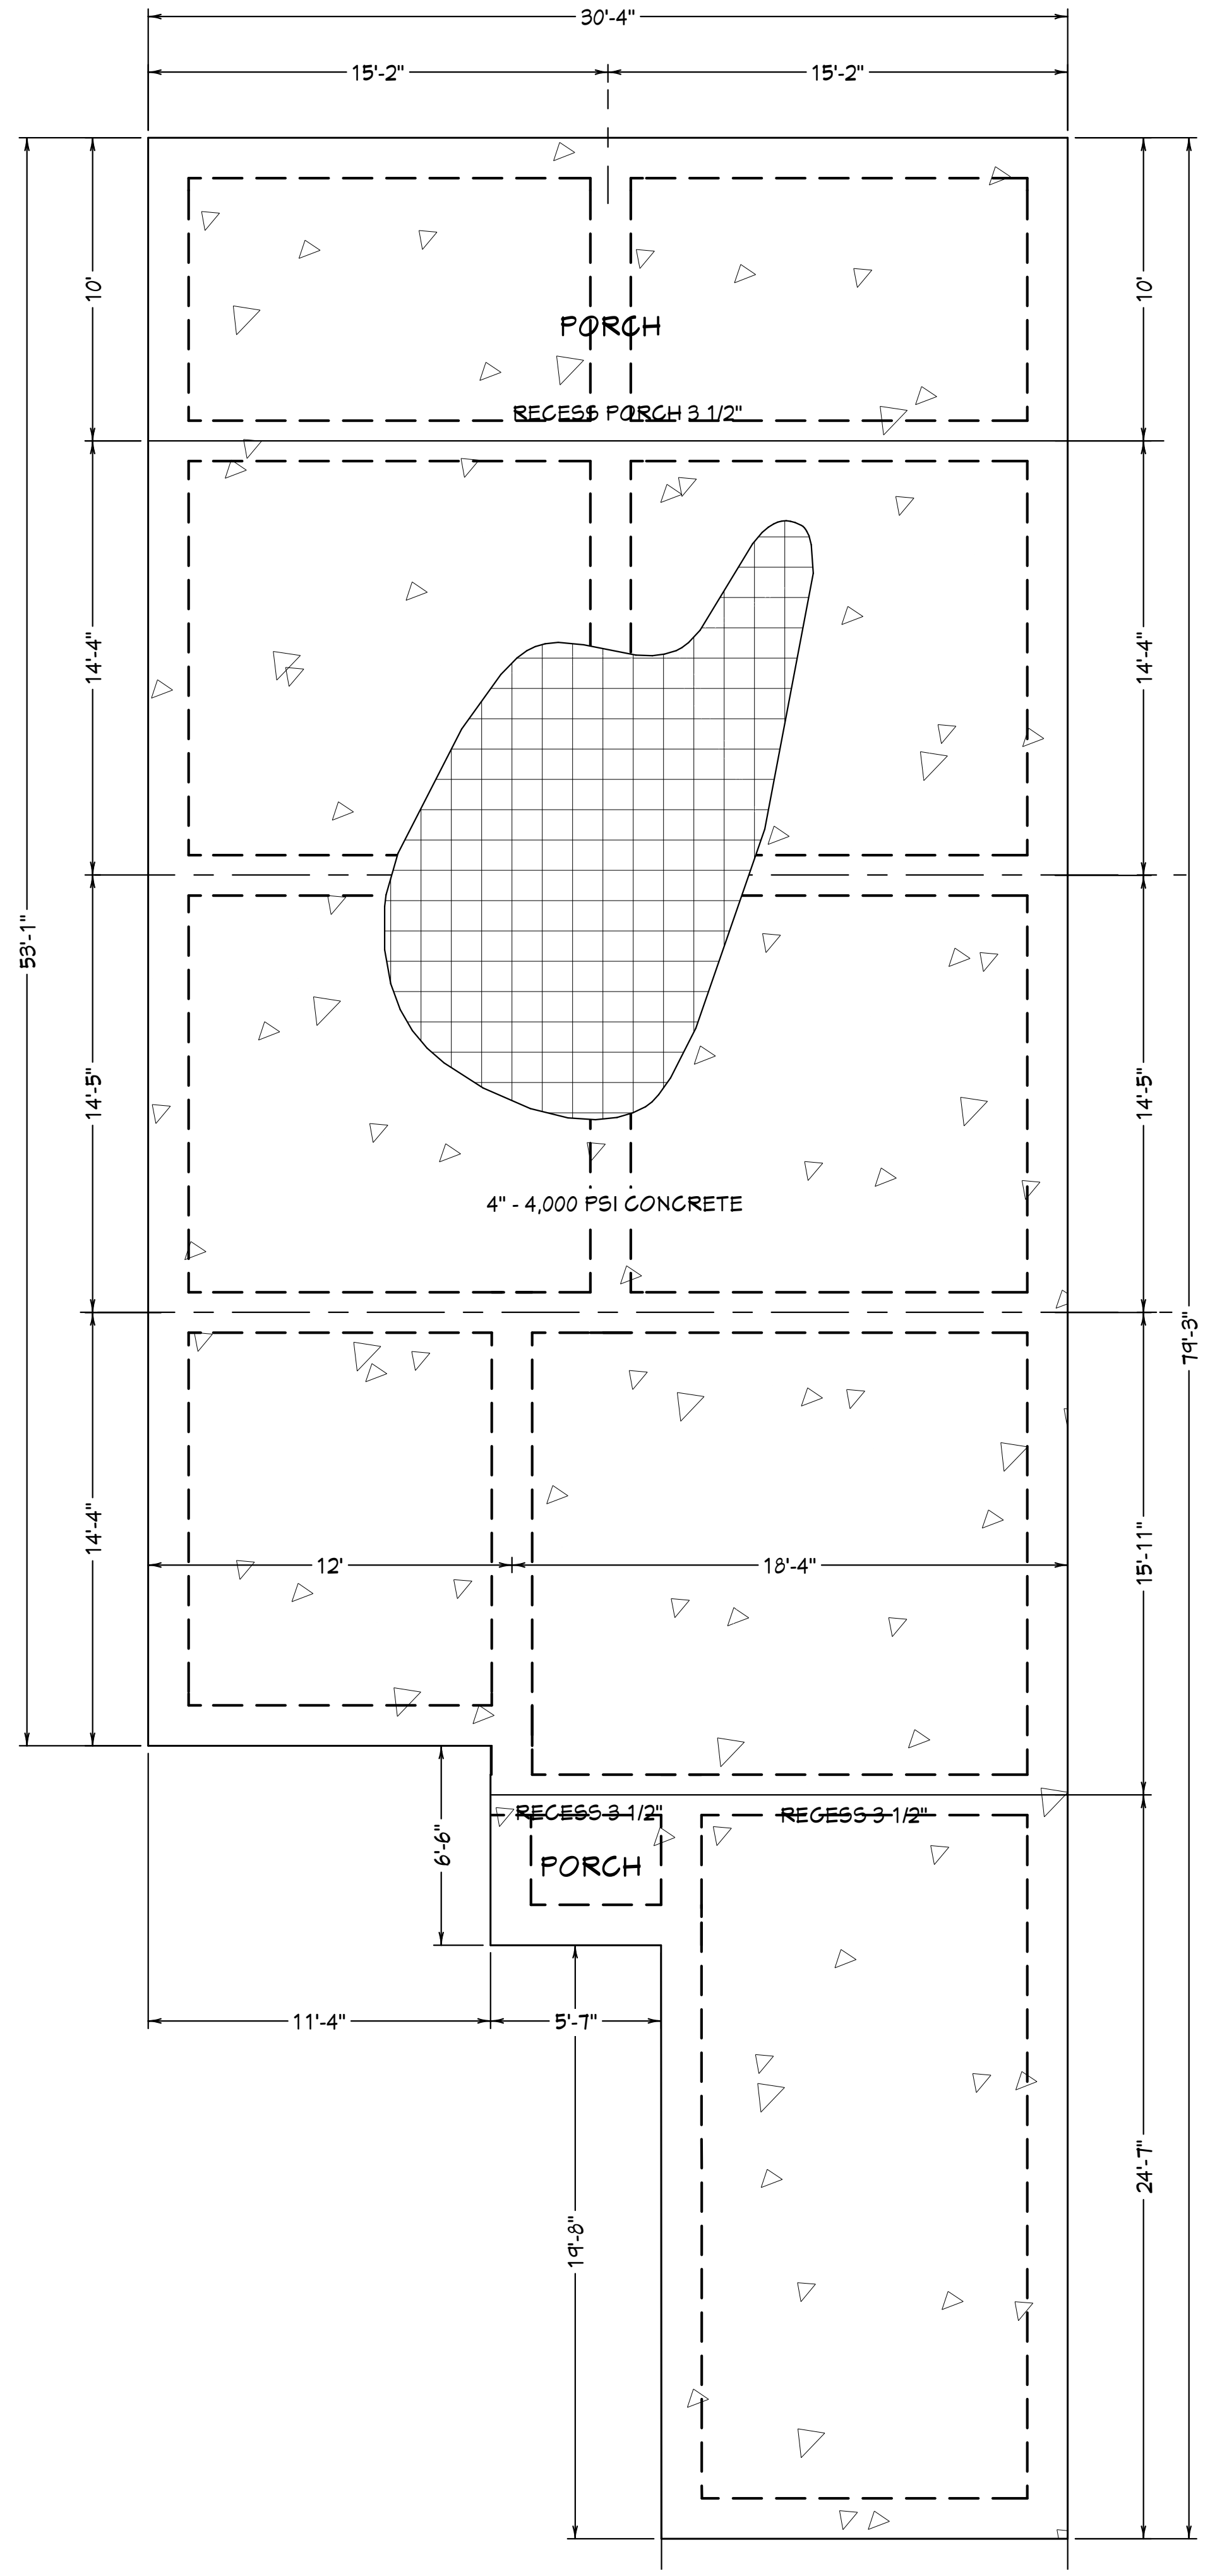 30'-4"
15'-2" 15'-2"
10' 10'
PORCH
RECESS PORCH 3 1/2"
14'-4" 14'-4"
53'-1"
14'-5" 14'-5"
4" - 4,000 PSI CONCRETE
79'-3"
14'-4" 15'-11"
12' 18'-4"
RECESS 3 1/2" RECESS 3 1/2"
6'-6" PORCH
11'-4" 5'-7"
24'-7"
19'-8"